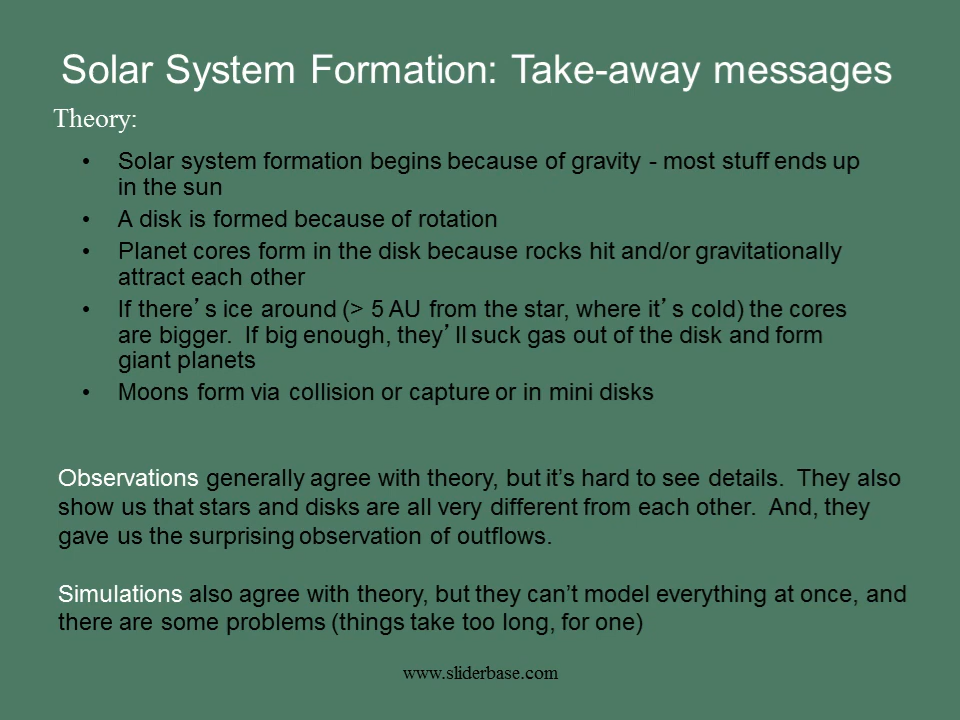 Solar System Formation: Take-away messages
Theory:
• Solar system formation begins because of gravity - most stuff ends up
in the sun
• A disk is formed because of rotation
• Planet cores form in the disk because rocks hit and/or gravitationally
attract each other
• If there’s ice around (> 5 AU from the star, where it’s cold) the cores
are bigger.  If big enough, they’ll suck gas out of the disk and form
giant planets
• Moons form via collision or capture or in mini disks
Observations generally agree with theory, but it’s hard to see details.  They also
show us that stars and disks are all very different from each other.  And, they
gave us the surprising observation of outflows.
Simulations also agree with theory, but they can’t model everything at once, and
there are some problems (things take too long, for one)
www.sliderbase.com